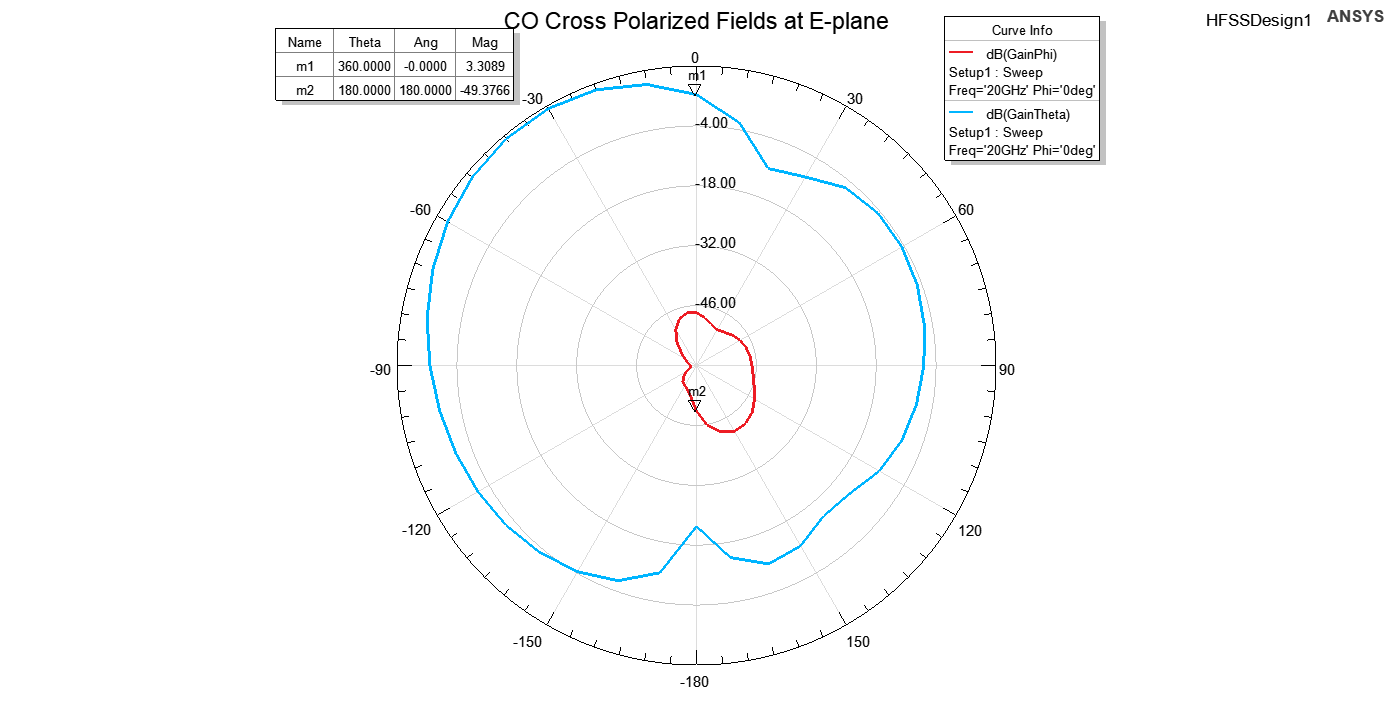 CO Cross Polarized Fields at E-plane
HFSSDesign1
ANSYS
Name Theta Ang Mag
m1 360.0000 -0.0000 3.3089
m2 180.0000 180.0000 -49.3766
Curve Info
dB(GainPhi)
Setup1 : Sweep
Freq='20GHz' Phi='0deg'
dB(GainTheta)
Setup1 : Sweep
Freq='20GHz' Phi='0deg'
0
m1
-30
30
-4.00
-18.00
-60
60
-32.00
-46.00
-90
90
m2
-120
120
-150
150
-180